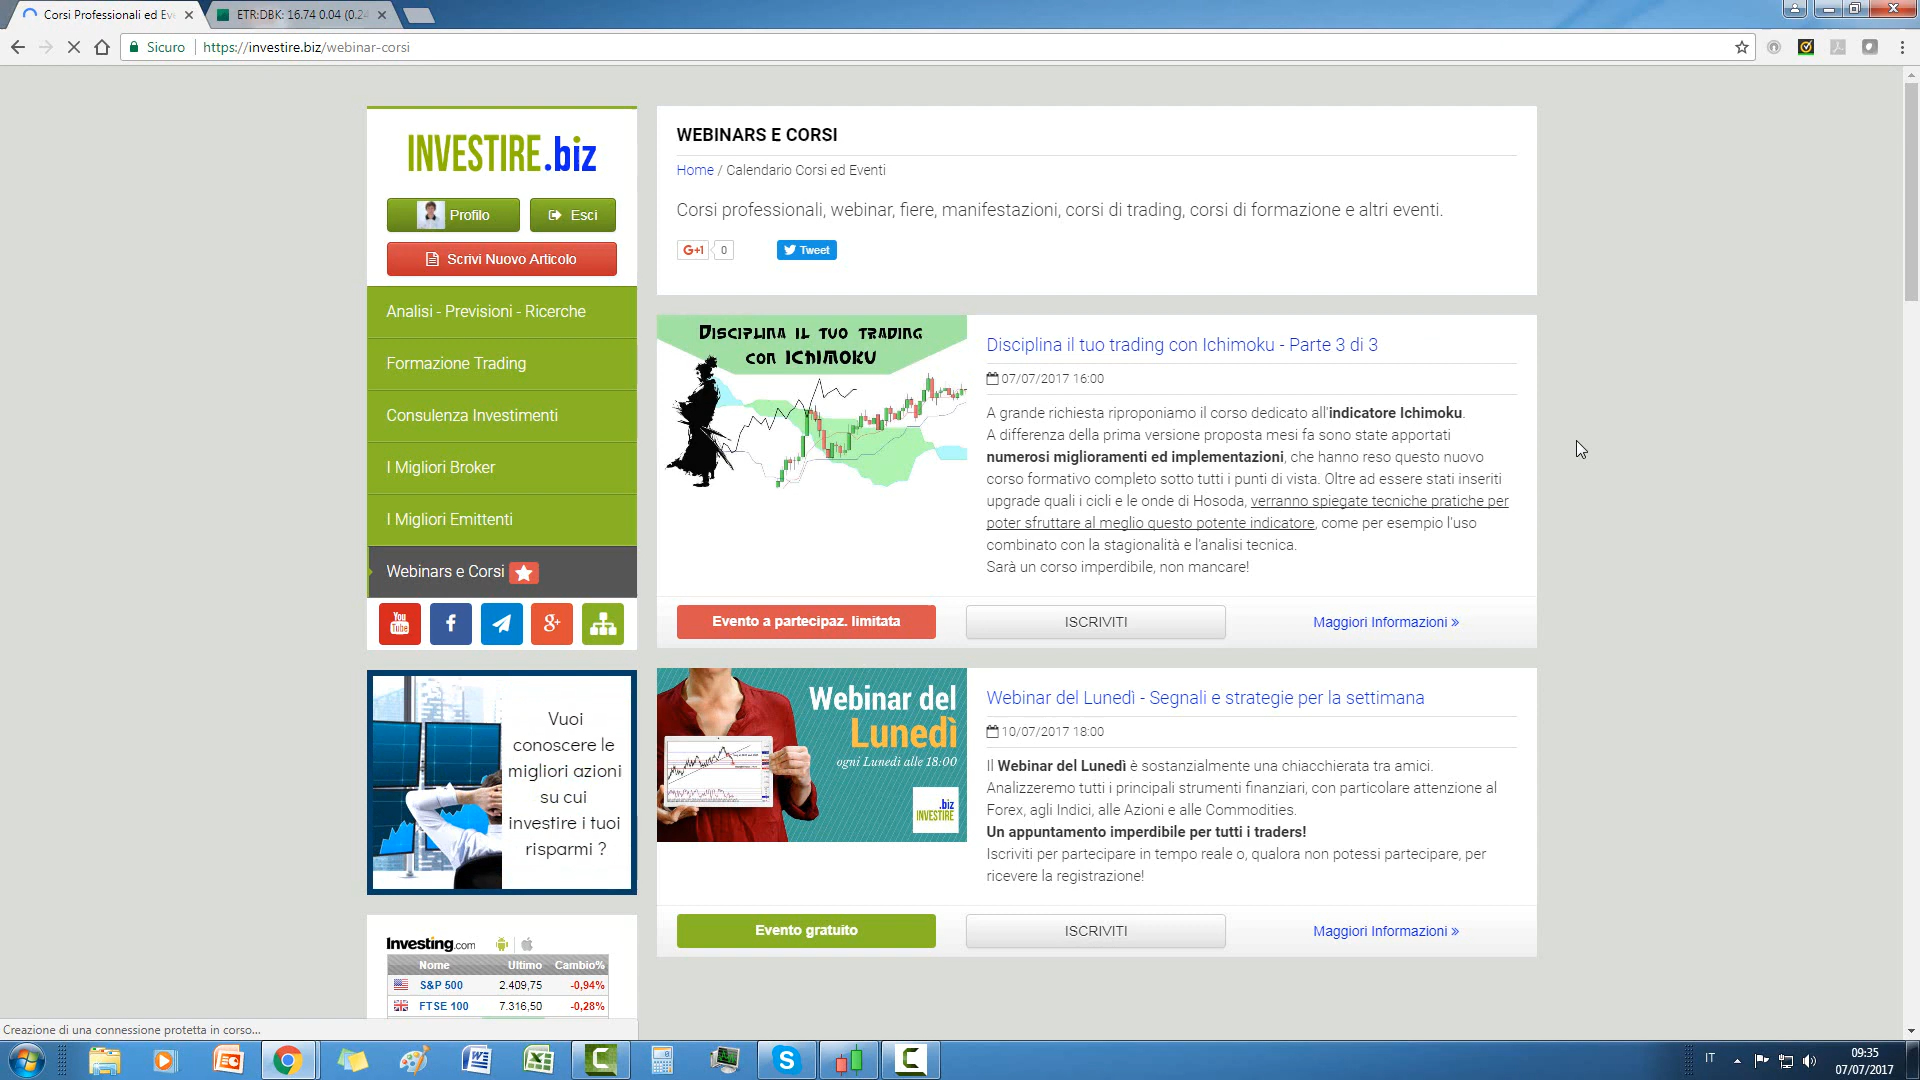 Corsi Professionali ed Eve
ETR:DBK: 16.74 0.04 (0.24
Sicuro
https://investire.biz/webinar-corsi
INVESTIRE.biz
Profilo
Esci
Scrivi Nuovo Articolo
Analisi - Previsioni - Ricerche
Formazione Trading
Consulenza Investimenti
I Migliori Broker
I Migliori Emittenti
Webinars e Corsi
You
Tube
f
g+
Vuoi
conoscere le
migliori azioni
su cui
investire i tuoi
risparmi ?
Investing.com
Nome Ultimo Cambio%
S&P 500 2.409,75 -0,94%
FTSE 100 7.316,50 -0,28%
WEBINARS E CORSI
Home / Calendario Corsi ed Eventi
Corsi professionali, webinar, fiere, manifestazioni, corsi di trading, corsi di formazione e altri eventi.
G+1 0
Tweet
DISCIPLINA IL TUO TRADING
CON ICHIMOKU
Disciplina il tuo trading con Ichimoku - Parte 3 di 3
07/07/2017 16:00
A grande richiesta riproponiamo il corso dedicato all'indicatore Ichimoku.
A differenza della prima versione proposta mesi fa sono state apportati
numerosi miglioramenti ed implementazioni, che hanno reso questo nuovo
corso formativo completo sotto tutti i punti di vista. Oltre ad essere stati inseriti
upgrade quali i cicli e le onde di Hosoda, verranno spiegate tecniche pratiche per
poter sfruttare al meglio questo potente indicatore, come per esempio l'uso
combinato con la stagionalità e l'analisi tecnica.
Sarà un corso imperdibile, non mancare!
Evento a partecipaz. limitata
ISCRIVITI
Maggiori Informazioni »
Webinar del
Lunedì
ogni Lunedì alle 18:00
.biz
INVESTIRE
Webinar del Lunedì - Segnali e strategie per la settimana
10/07/2017 18:00
Il Webinar del Lunedì è sostanzialmente una chiacchierata tra amici.
Analizzeremo tutti i principali strumenti finanziari, con particolare attenzione al
Forex, agli Indici, alle Azioni e alle Commodities.
Un appuntamento imperdibile per tutti i traders!
Iscriviti per partecipare in tempo reale o, qualora non potessi partecipare, per
ricevere la registrazione!
Evento gratuito
ISCRIVITI
Maggiori Informazioni »
Creazione di una connessione protetta in corso...
IT
09:35
07/07/2017